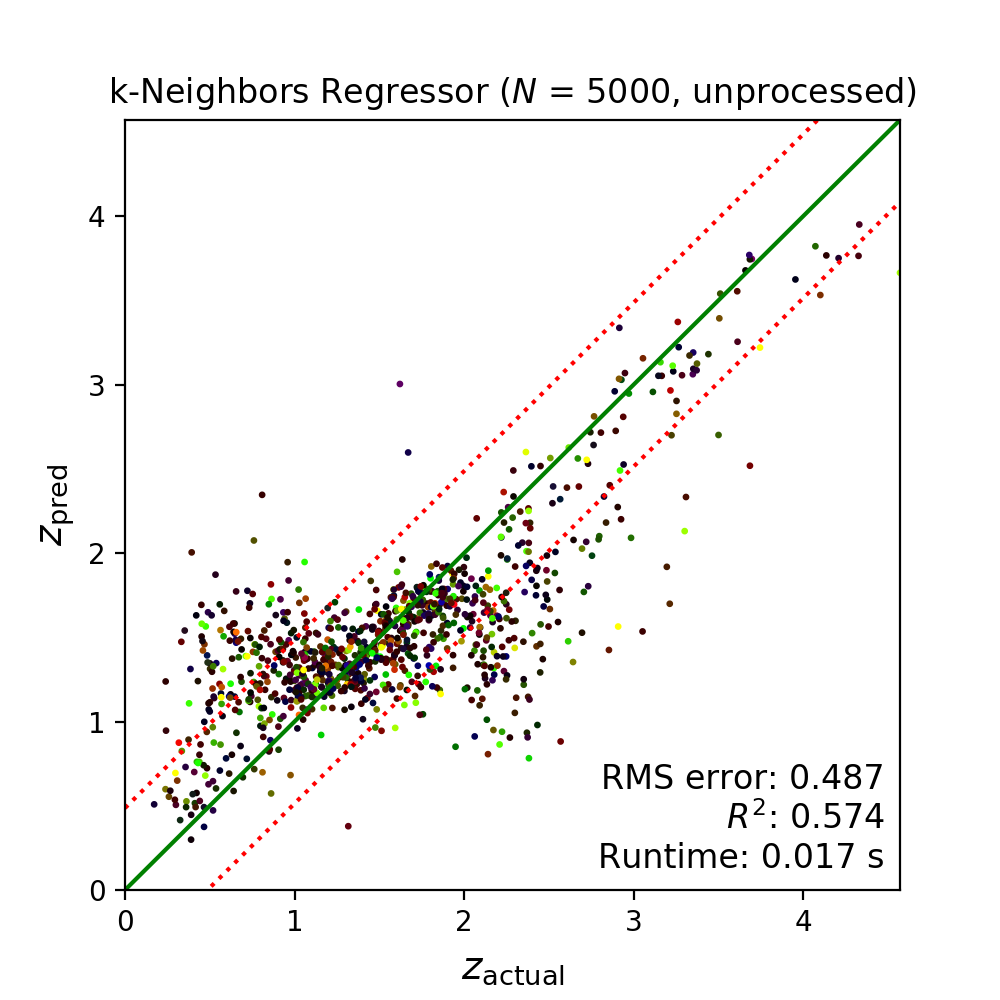 k-Neighbors Regressor (N = 5000, unprocessed)
4
3
2
1
0
z_pred
RMS error: 0.487
R²: 0.574
Runtime: 0.017 s
0 1 2 3 4
z_actual